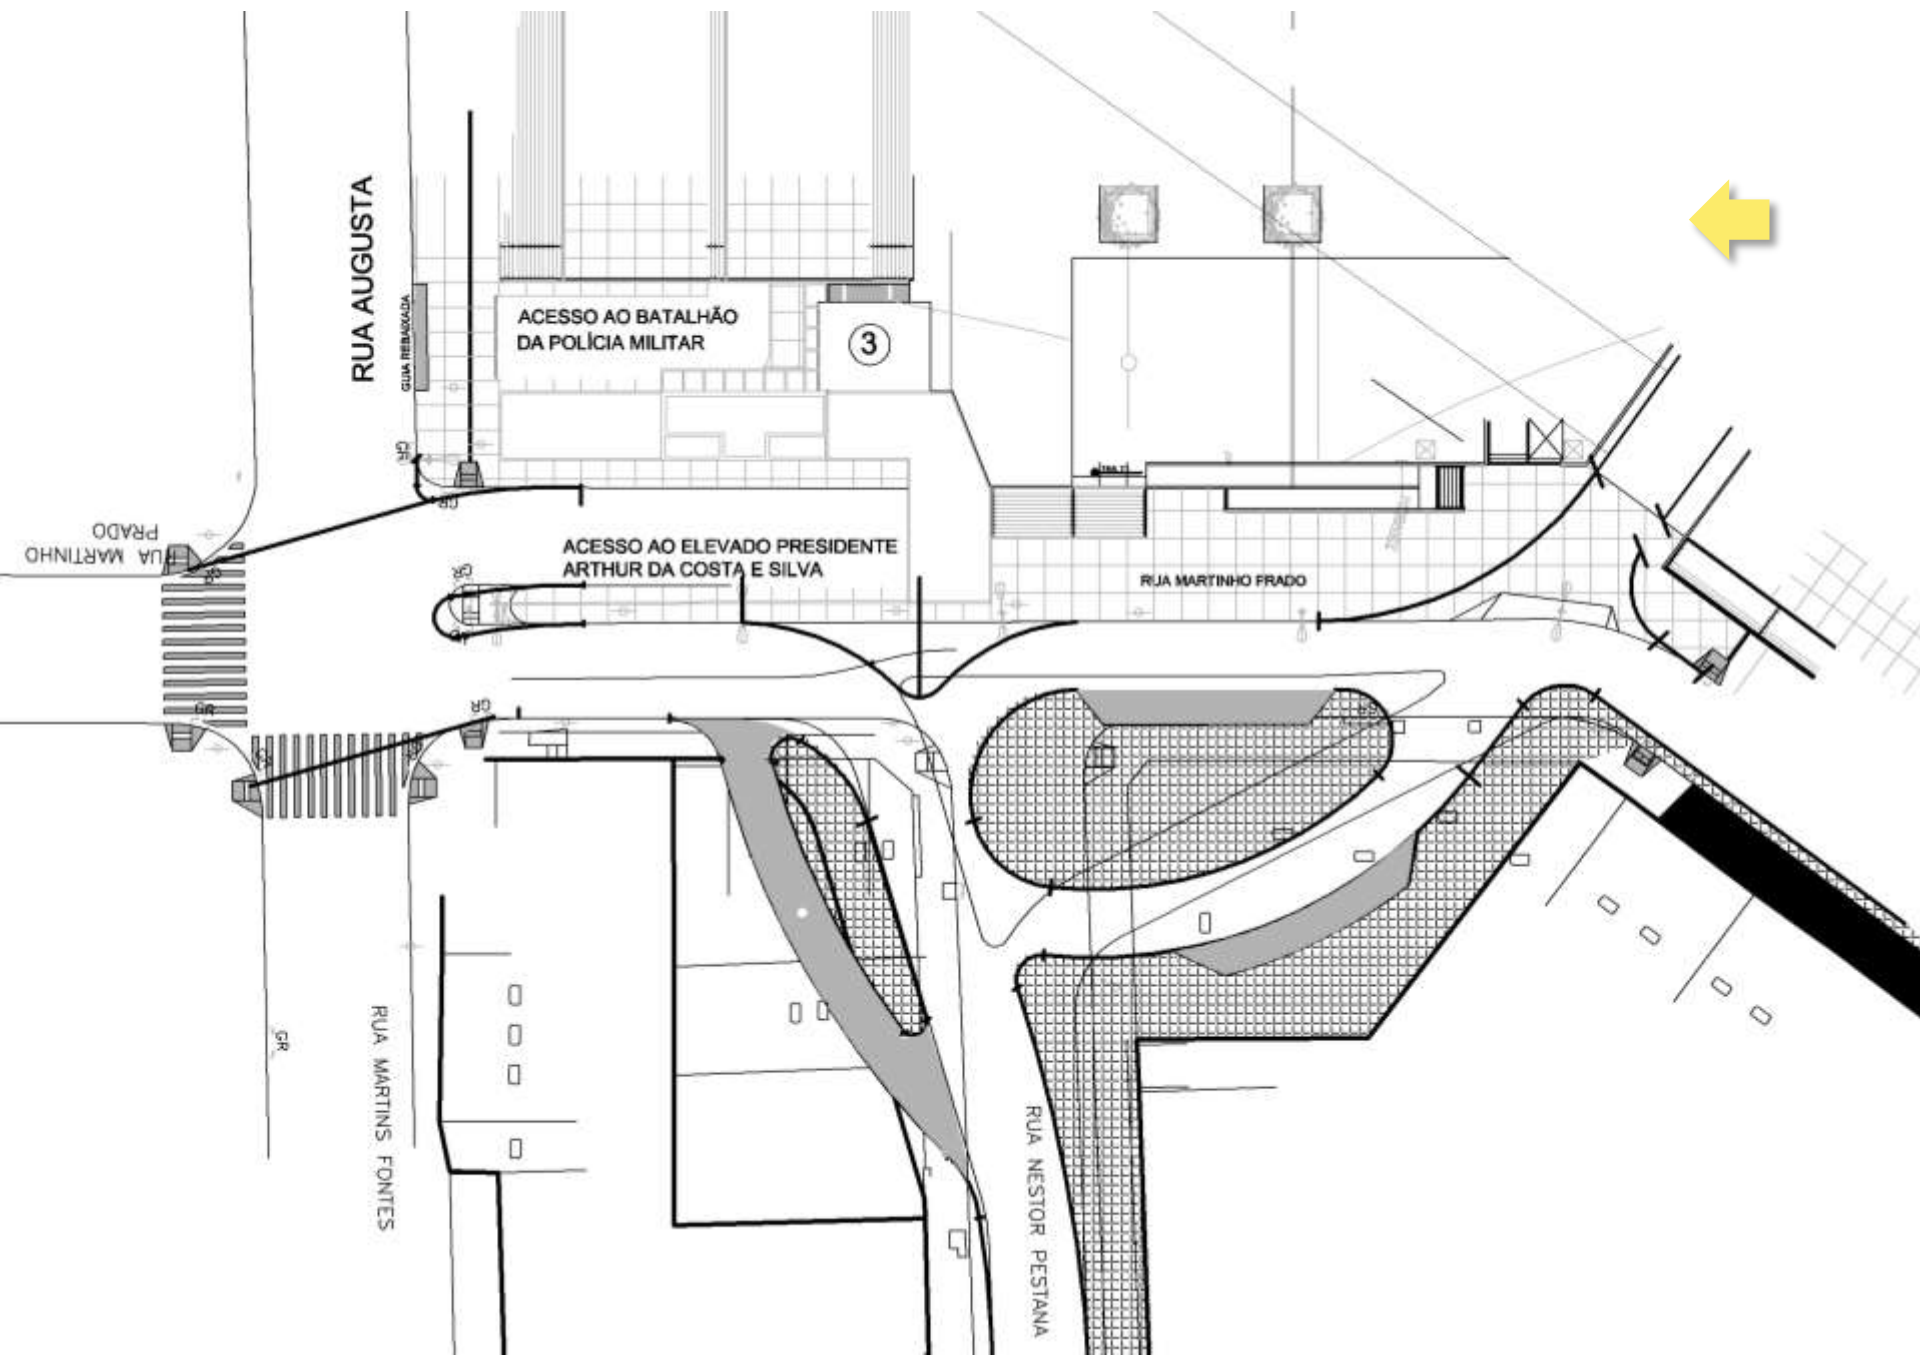 RUA AUGUSTA
GUIA REBAIXADA
ACESSO AO BATALHÃO
DA POLÍCIA MILITAR
3
GR
GR
RUA MARTINHO
PRADO
GR
ACESSO AO ELEVADO PRESIDENTE
ARTHUR DA COSTA E SILVA
GR
RUA MARTINHO PRADO
GR
GR
GR
RUA MARTINS FONTES
RUA NESTOR PESTANA